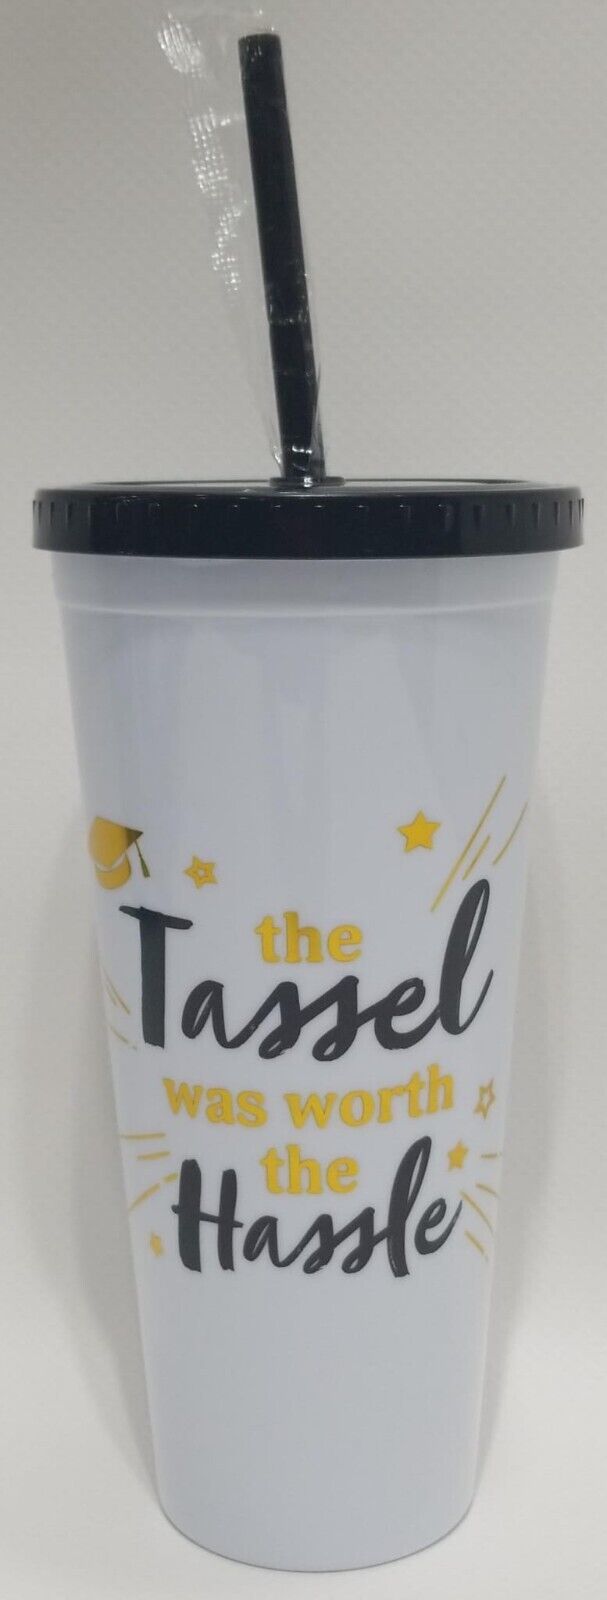 the
Tassel
was worth
the
Hassle